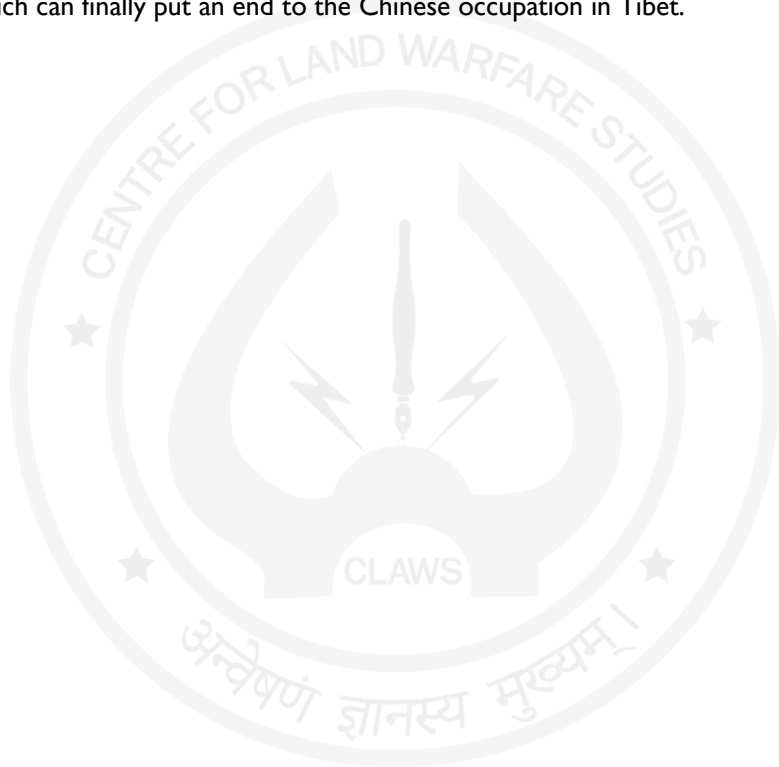 ich can finally put an end to the Chinese occupation in Tibet.
CENTRE FOR LAND WARFARE STUDIES
CLAWS
अन्वेषणं ज्ञानस्य मुख्यम्।